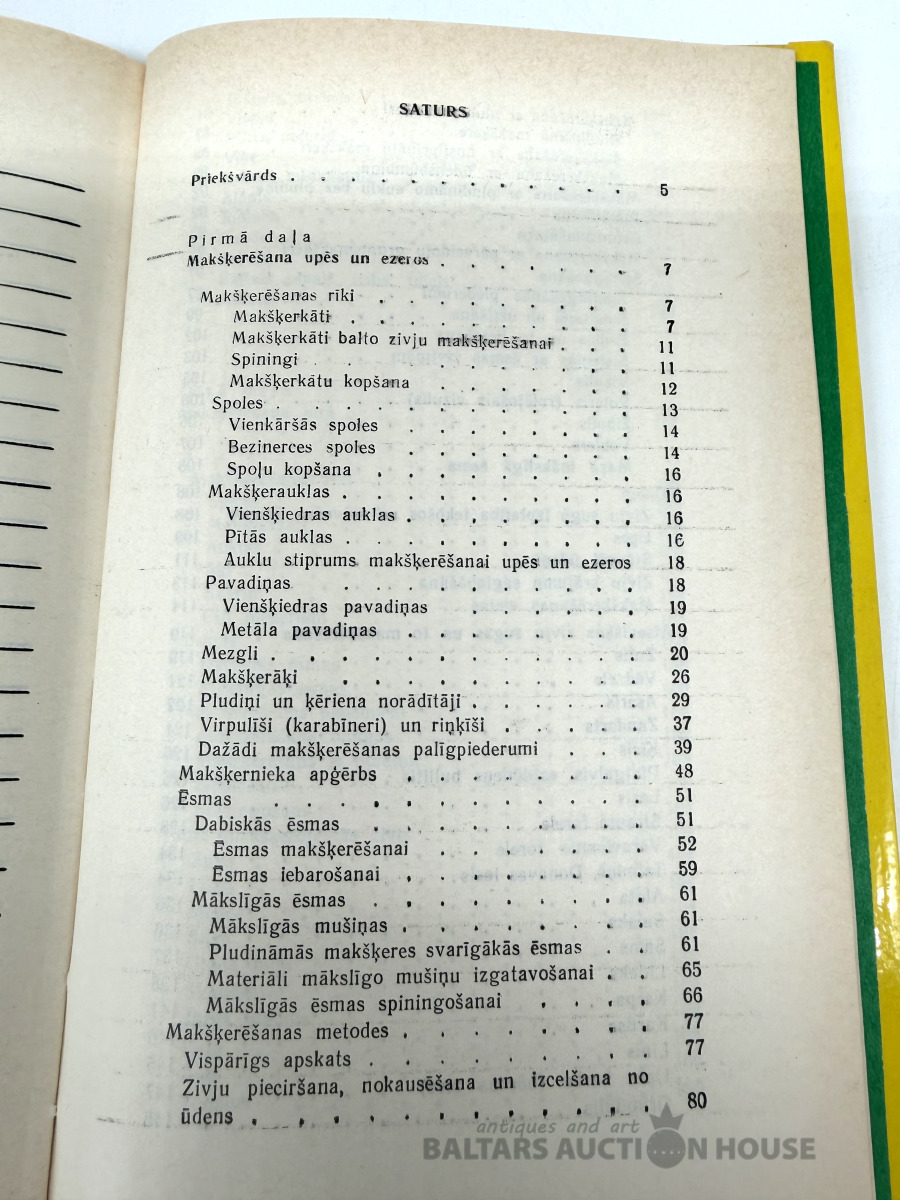 SATURS
Priekšvārds . . . . . . . . . . . . . 5
Pirmā daļa
Makšķerēšana upēs un ezeros . . . . . . . 7
Makšķerēšanas rīki . . . . . . . . . 7
Makšķerkāti . . . . . . . . . . 7
Makšķerkāti balto zivju makšķerēšanai . . . 11
Spiningi . . . . . . . . . . 11
Makšķerkātu kopšana . . . . . . . 12
Spoles . . . . . . . . . . . . 13
Vienkāršās spoles . . . . . . . . 14
Bezinerces spoles . . . . . . . . 14
Spoļu kopšana . . . . . . . . 16
Makšķerauklas . . . . . . . . . . 16
Vienšķiedras auklas . . . . . . . . 16
Pītās auklas . . . . . . . . . . 16
Auklu stiprums makšķerēšanai upēs un ezeros 18
Pavadiņas . . . . . . . . . . 18
Vienšķiedras pavadiņas . . . . . . 19
Metāla pavadiņas . . . . . . . . 19
Mezgli . . . . . . . . . . . . 20
Makšķerāķi . . . . . . . . . . 26
Pludiņi un ķēriena norādītāji . . . . . . 29
Virpulīši (karabīneri) un riņķīši . . . . . 37
Dažādi makšķerēšanas palīgpiederumi . . . 39
Makšķernieka apģērbs . . . . . . . . 48
Ēsmas . . . . . . . . . . . . 51
Dabiskās ēsmas . . . . . . . . . 51
Ēsmas makšķerēšanai . . . . . . . 52
Ēsmas iebarošanai . . . . . . . . 59
Mākslīgās ēsmas . . . . . . . . . 61
Mākslīgās mušiņas . . . . . . . . 61
Pludināmās makšķeres svarīgākās ēsmas . . 61
Materiāli mākslīgo mušiņu izgatavošanai . . 65
Mākslīgās ēsmas spiningošanai . . . . 66
Makšķerēšanas metodes . . . . . . . . 77
Vispārīgs apskats . . . . . . . . . 77
Zivju pieciršana, nokausēšana un izcelšana no
ūdens . . . . . . . . . . . . . 80
antiques and art
BALTARS AUCTION HOUSE